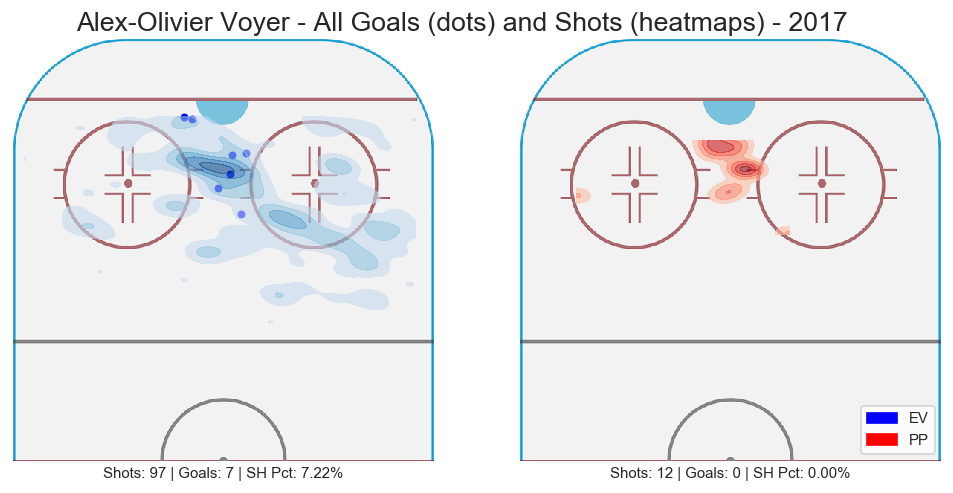 Alex-Olivier Voyer - All Goals (dots) and Shots (heatmaps) - 2017
EV
PP
Shots: 97 | Goals: 7 | SH Pct: 7.22%
Shots: 12 | Goals: 0 | SH Pct: 0.00%